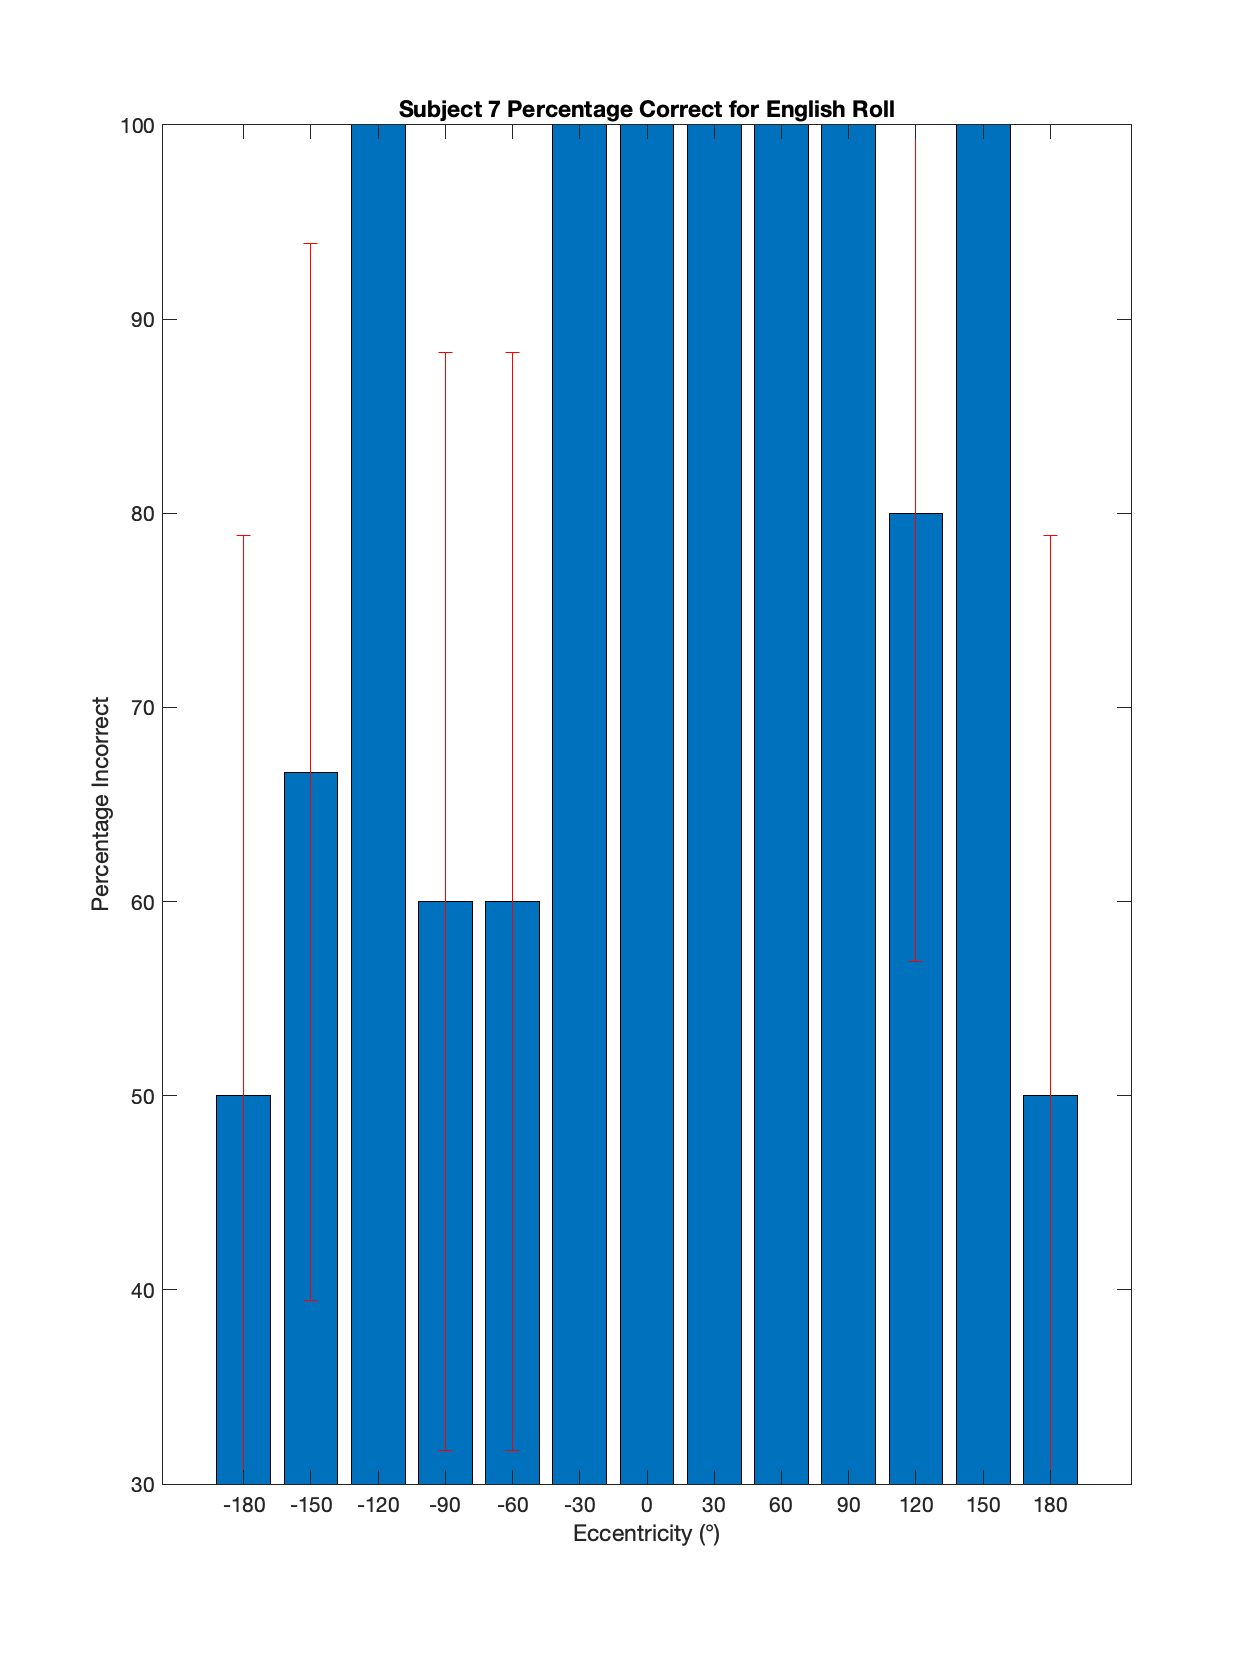 Subject 7 Percentage Correct for English Roll
100
90
80
70
60
50
40
30
Percentage Incorrect
-180 -150 -120 -90 -60 -30 0 30 60 90 120 150 180
Eccentricity (°)